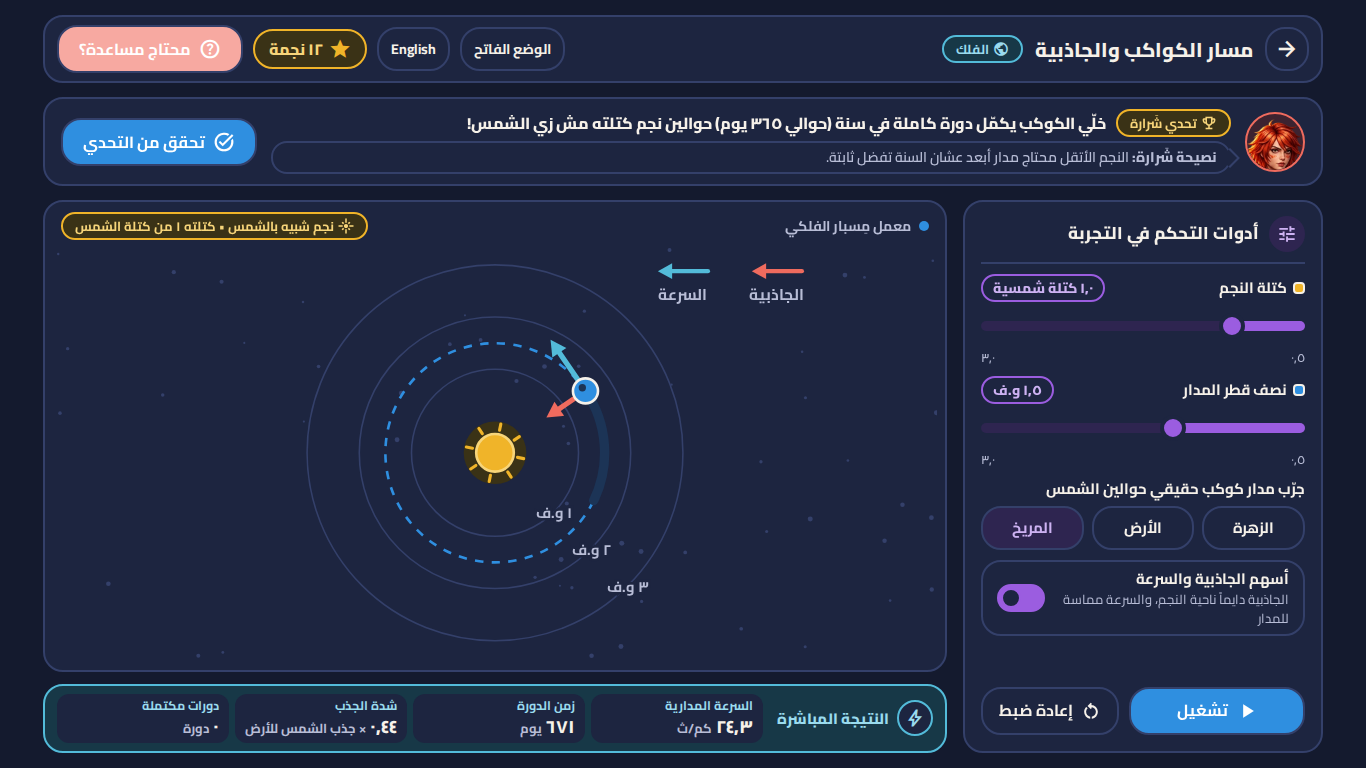 مسار الكواكب والجاذبية
الفلك
الوضع الفاتح
English
١٢ نجمة
محتاج مساعدة؟
تحدي شرارة
خلّي الكوكب يكمّل دورة كاملة في سنة (حوالي ٣٦٥ يوم) حوالين نجم كتلته مش زي الشمس!
نصيحة شرارة: النجم الأتقل محتاج مدار أبعد عشان السنة تفضل ثابتة.
تحقق من التحدي
أدوات التحكم في التجربة
كتلة النجم
١,٠ كتلة شمسية
٠,٥
٣,٠
نصف قطر المدار
١,٥ و.ف
٠,٥
٣,٠
جرّب مدار كوكب حقيقي حوالين الشمس
الزهرة
الأرض
المريخ
أسهم الجاذبية والسرعة
الجاذبية دايماً ناحية النجم، والسرعة مماسة
للمدار
تشغيل
إعادة ضبط
معمل مِسبار الفلكي
نجم شبيه بالشمس • كتلته ١ من كتلة الشمس
الجاذبية
السرعة
١ و.ف
٢ و.ف
٣ و.ف
النتيجة المباشرة
السرعة المدارية
٢٤,٣ كم/ث
زمن الدورة
٦٧١ يوم
شدة الجذب
٠,٤٤ × جذب الشمس للأرض
دورات مكتملة
٠ دورة